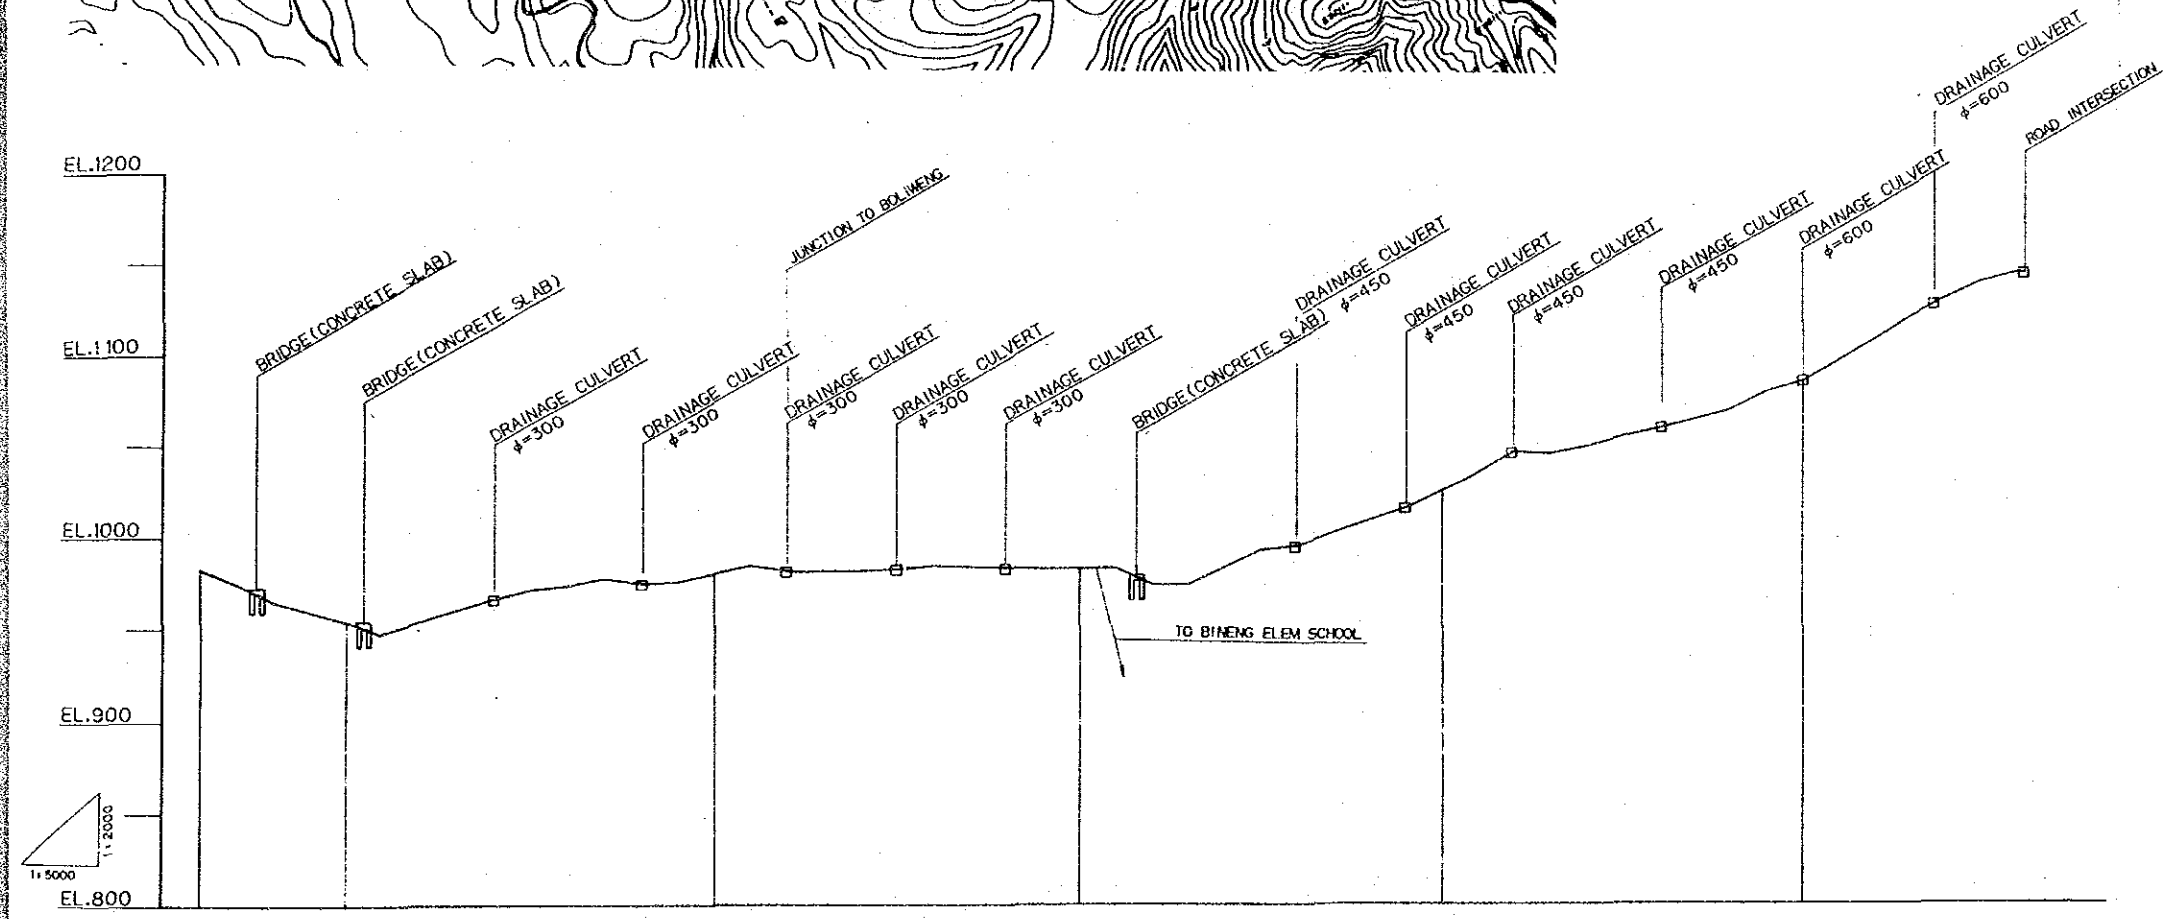 EL.1200
EL.1100
EL.1000
EL.900
EL.800
1:2000
1:5000
BRIDGE(CONCRETE SLAB)
BRIDGE(CONCRETE SLAB)
DRAINAGE CULVERT
φ=300
DRAINAGE CULVERT
φ=300
JUNCTION TO BOLIWENG
DRAINAGE CULVERT
φ=300
DRAINAGE CULVERT
φ=300
DRAINAGE CULVERT
φ=300
BRIDGE(CONCRETE SLAB)
DRAINAGE CULVERT
φ=450
DRAINAGE CULVERT
φ=450
DRAINAGE CULVERT
φ=450
DRAINAGE CULVERT
φ=450
DRAINAGE CULVERT
φ=600
DRAINAGE CULVERT
φ=600
ROAD INTERSECTION
TO BINENG ELEM SCHOOL